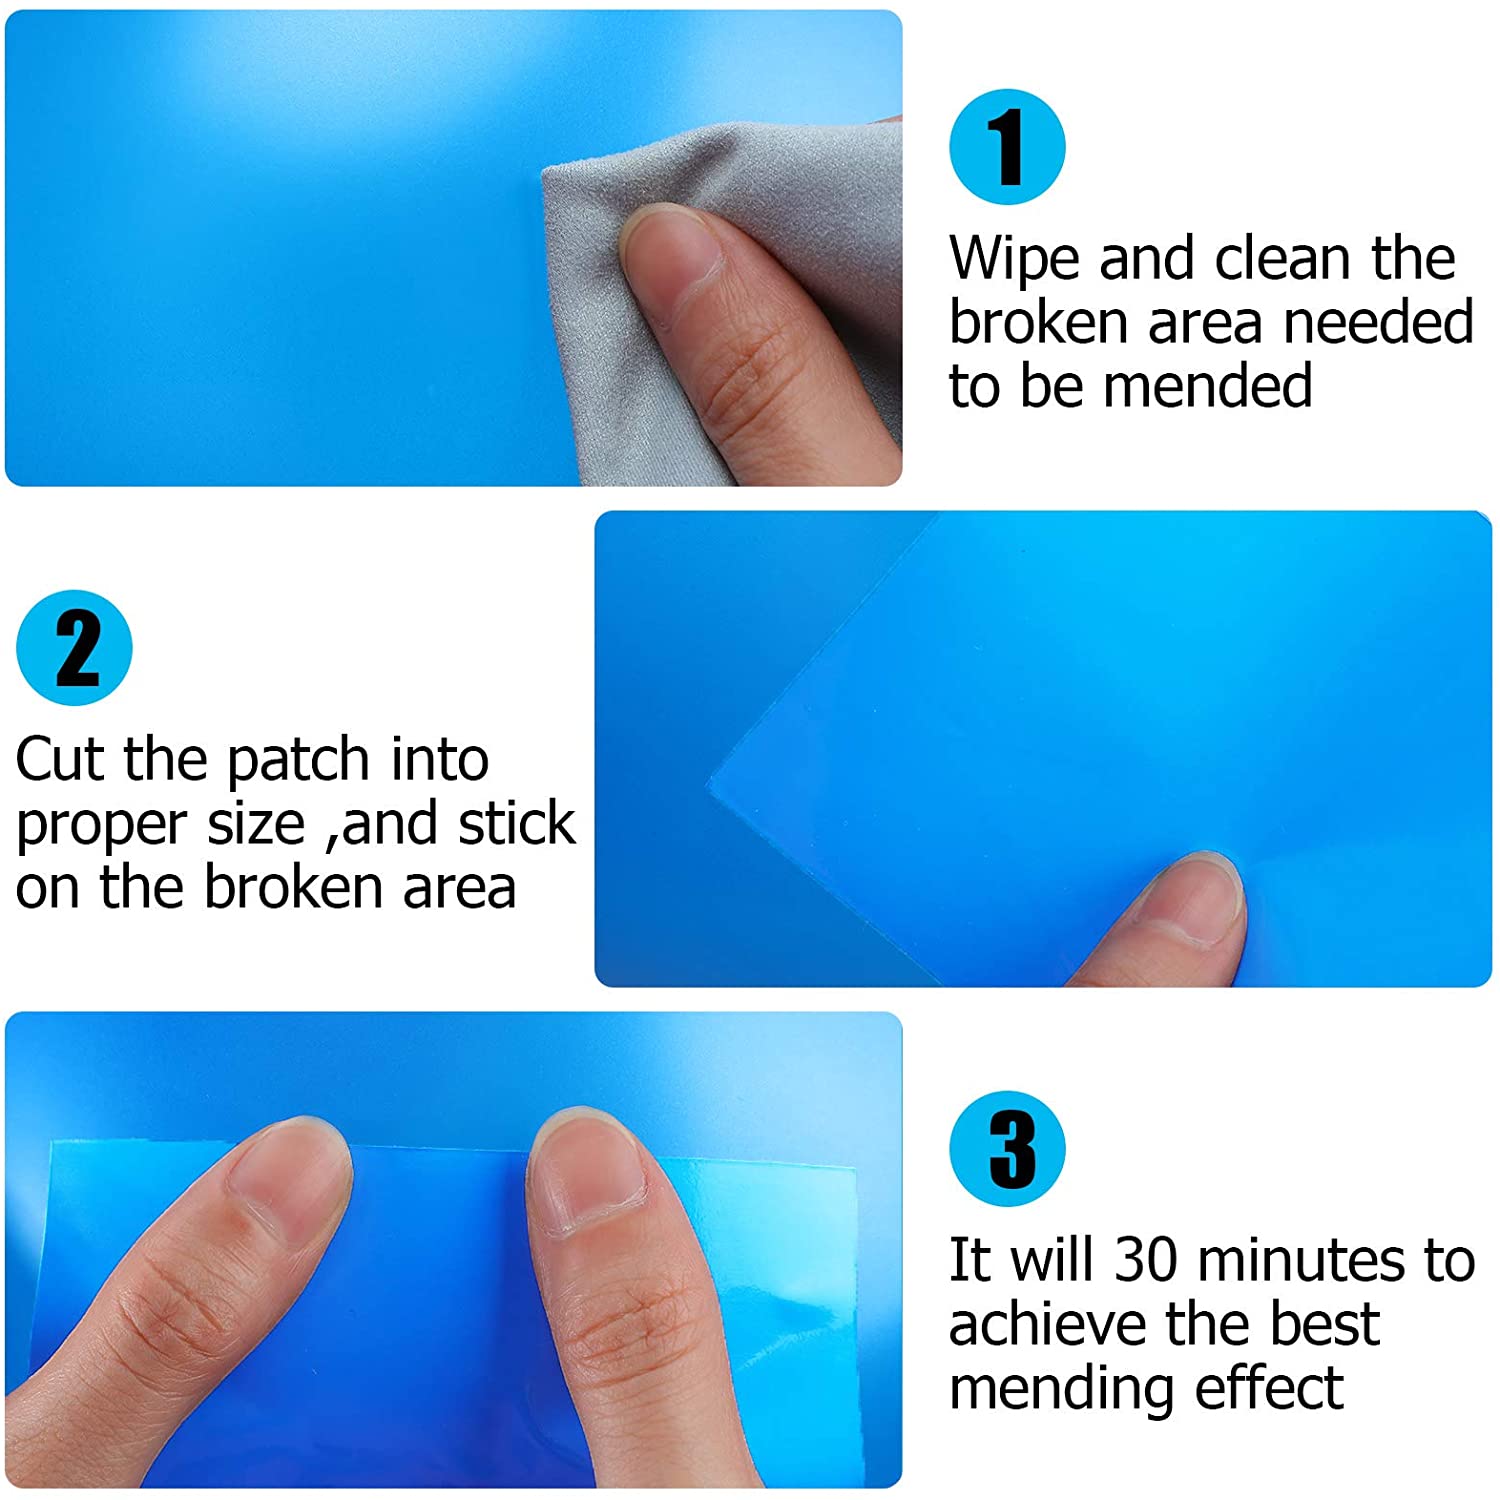 1
Wipe and clean the
broken area needed
to be mended
2
Cut the patch into
proper size ,and stick
on the broken area
3
It will 30 minutes to
achieve the best
mending effect